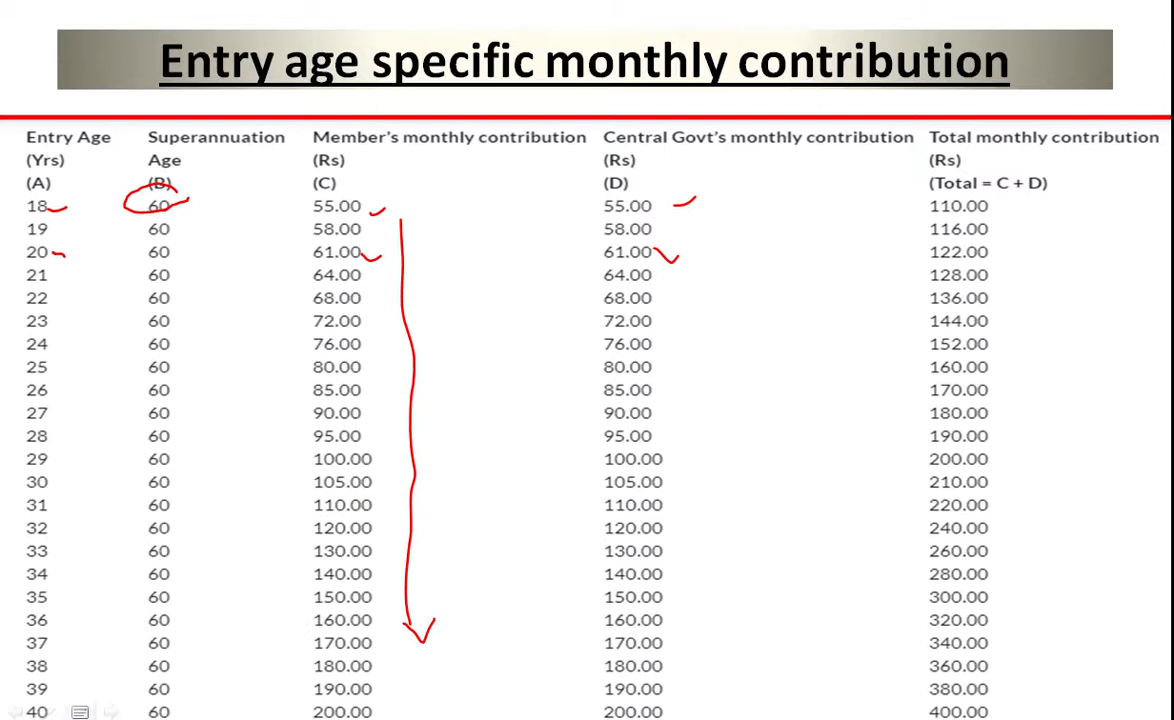 Entry age specific monthly contribution
Entry Age Superannuation Member's monthly contribution Central Govt's monthly contribution Total monthly contribution
(Yrs) Age (Rs) (Rs) (Rs)
(A) (B) (C) (D) (Total = C + D)
18 60 55.00 55.00 110.00
19 60 58.00 58.00 116.00
20 60 61.00 61.00 122.00
21 60 64.00 64.00 128.00
22 60 68.00 68.00 136.00
23 60 72.00 72.00 144.00
24 60 76.00 76.00 152.00
25 60 80.00 80.00 160.00
26 60 85.00 85.00 170.00
27 60 90.00 90.00 180.00
28 60 95.00 95.00 190.00
29 60 100.00 100.00 200.00
30 60 105.00 105.00 210.00
31 60 110.00 110.00 220.00
32 60 120.00 120.00 240.00
33 60 130.00 130.00 260.00
34 60 140.00 140.00 280.00
35 60 150.00 150.00 300.00
36 60 160.00 160.00 320.00
37 60 170.00 170.00 340.00
38 60 180.00 180.00 360.00
39 60 190.00 190.00 380.00
40 60 200.00 200.00 400.00